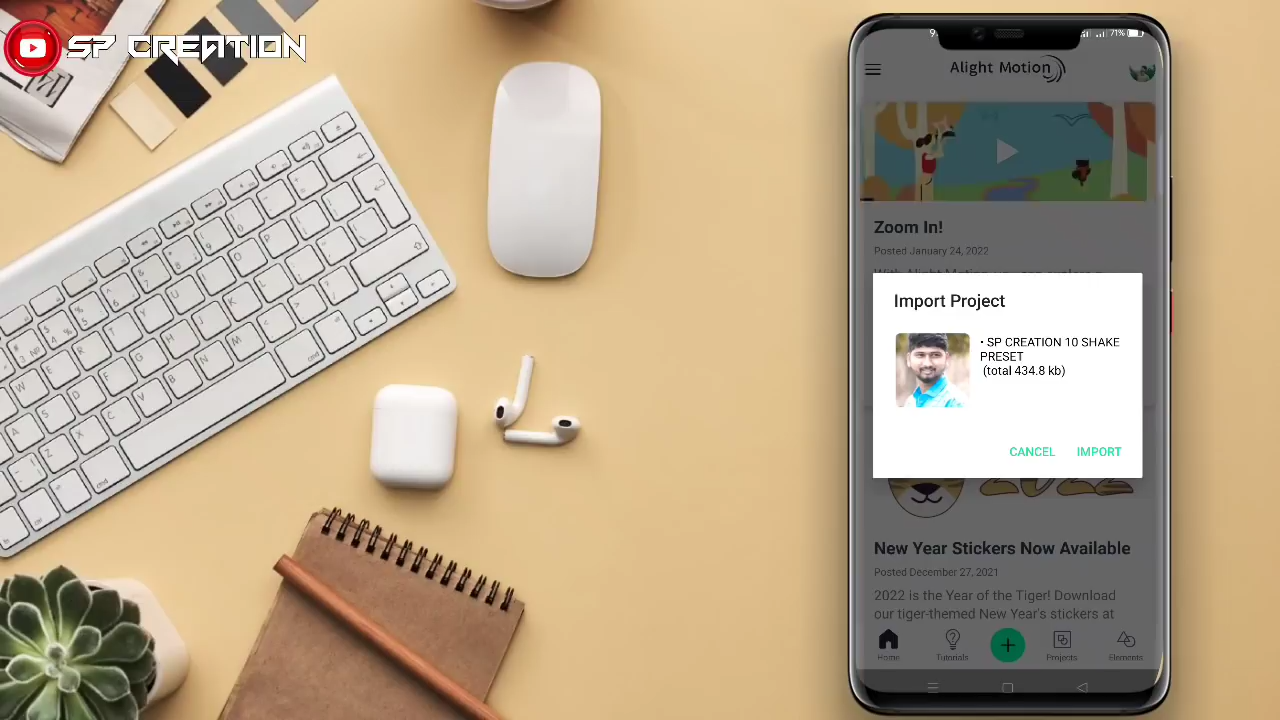 SP CREATION
71%
Alight Motion
Zoom In!
Posted January 24, 2022
Import Project
• SP CREATION 10 SHAKE
PRESET
(total 434.8 kb)
CANCEL IMPORT
2022
New Year Stickers Now Available
Posted December 27, 2021
2022 is the Year of the Tiger! Download
our tiger-themed New Year's stickers at
Home Tutorials Projects Elements